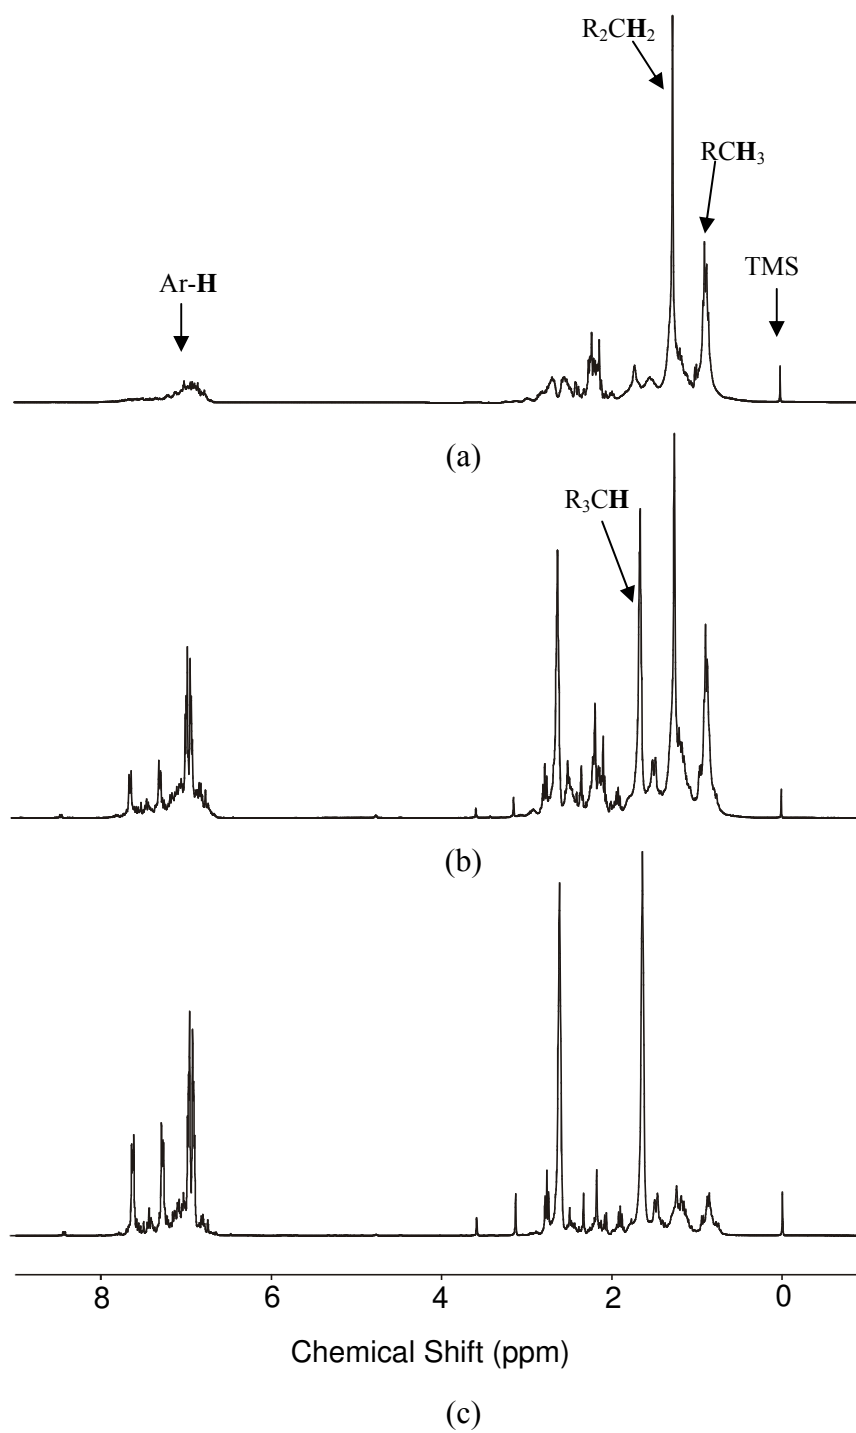 R₂CH₂
RCH₃
TMS
Ar-H
(a)
R₃CH
(b)
(c)
8 6 4 2 0
Chemical Shift (ppm)